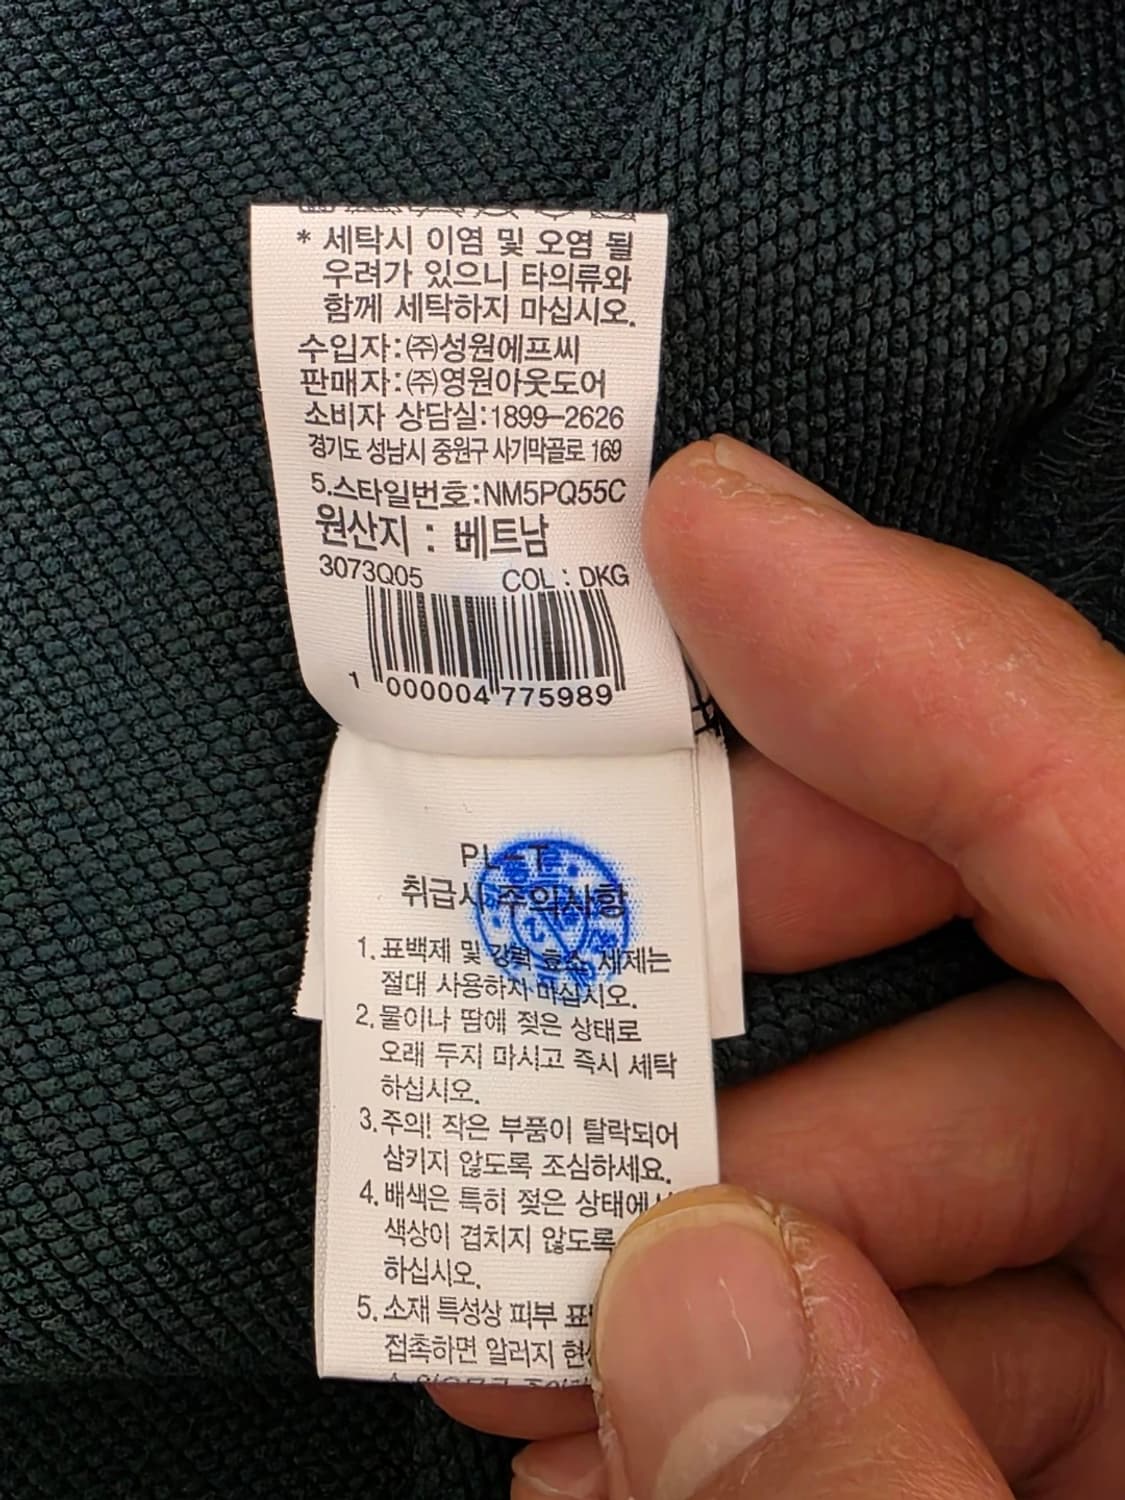 * 세탁시 이염 및 오염 될
우려가 있으니 타의류와
함께 세탁하지 마십시오.
수입자:㈜성원에프씨
판매자:㈜영원아웃도어
소비자 상담실:1899-2626
경기도 성남시 중원구 사기막골로 169
5.스타일번호:NM5PQ55C
원산지 : 베트남
3073Q05 COL : DKG
1 000004 775989
PL-T
취급시 주의사항
1.표백제 및 강력 효소 세제는
절대 사용하지 마십시오.
2.물이나 땀에 젖은 상태로
오래 두지 마시고 즉시 세탁
하십시오.
3.주의! 작은 부품이 탈락되어
삼키지 않도록 조심하세요.
4.배색은 특히 젖은 상태에서
색상이 겹치지 않도록
하십시오.
5.소재 특성상 피부
접촉하면 알러지